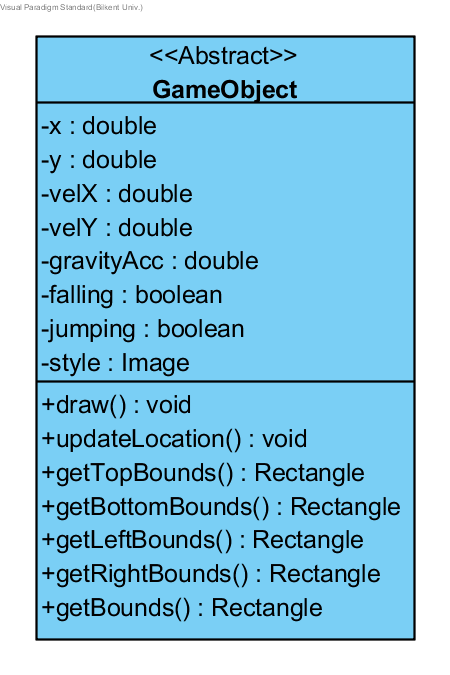 Visual Paradigm Standard(Bilkent Univ.)
<<Abstract>>
GameObject
-x : double
-y : double
-velX : double
-velY : double
-gravityAcc : double
-falling : boolean
-jumping : boolean
-style : Image
+draw() : void
+updateLocation() : void
+getTopBounds() : Rectangle
+getBottomBounds() : Rectangle
+getLeftBounds() : Rectangle
+getRightBounds() : Rectangle
+getBounds() : Rectangle